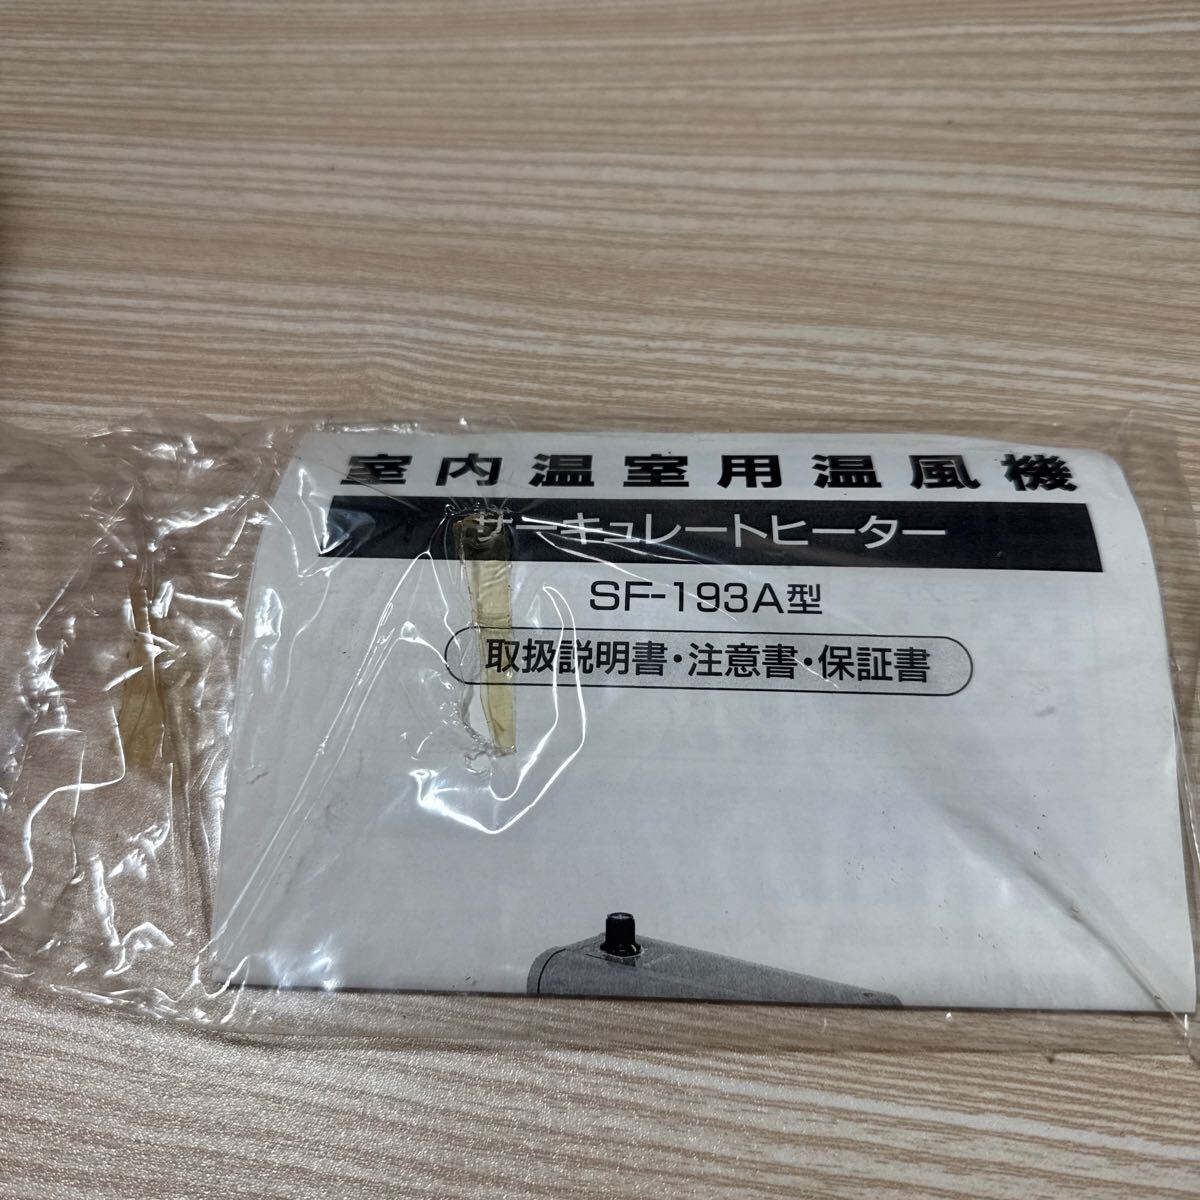 室内温室用温風機
サーキュレートヒーター
SF-193A型
取扱説明書・注意書・保証書